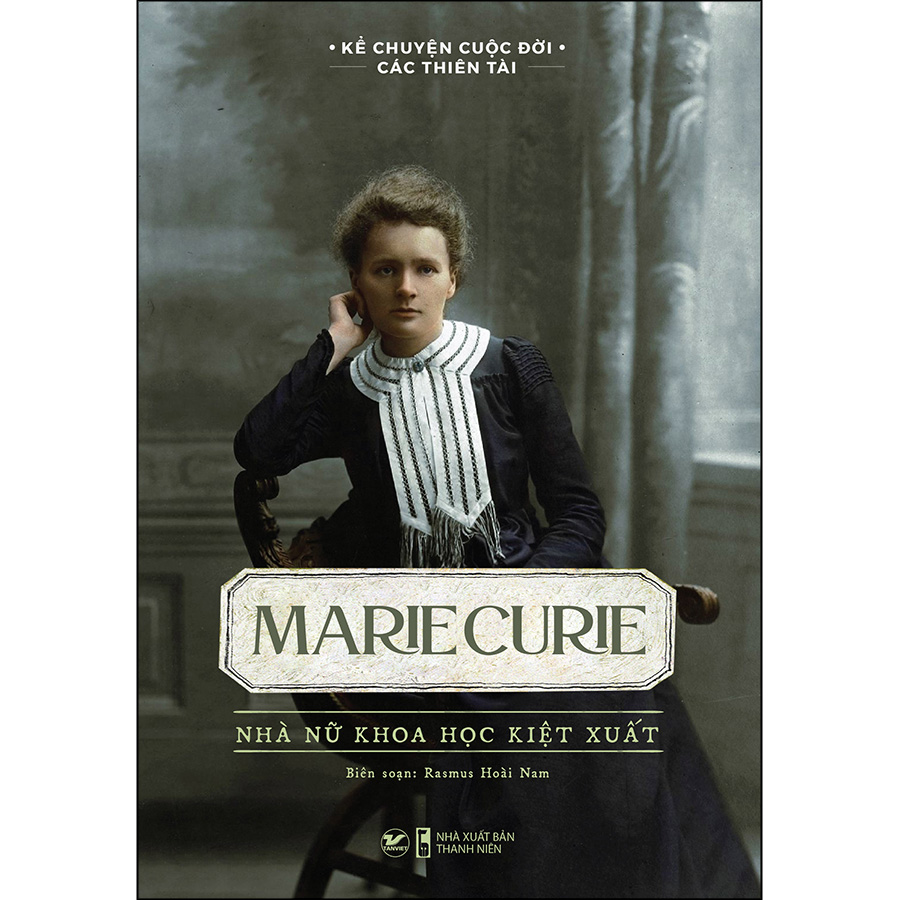 • KỂ CHUYỆN CUỘC ĐỜI •
CÁC THIÊN TÀI
MARIE CURIE
NHÀ NỮ KHOA HỌC KIỆT XUẤT
Biên soạn: Rasmus Hoài Nam
TANVIET
NHÀ XUẤT BẢN
THANH NIÊN